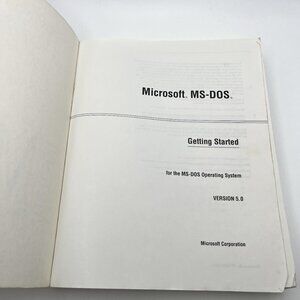 Microsoft® MS-DOS®
Getting Started
for the MS-DOS Operating System
VERSION 5.0
Microsoft Corporation